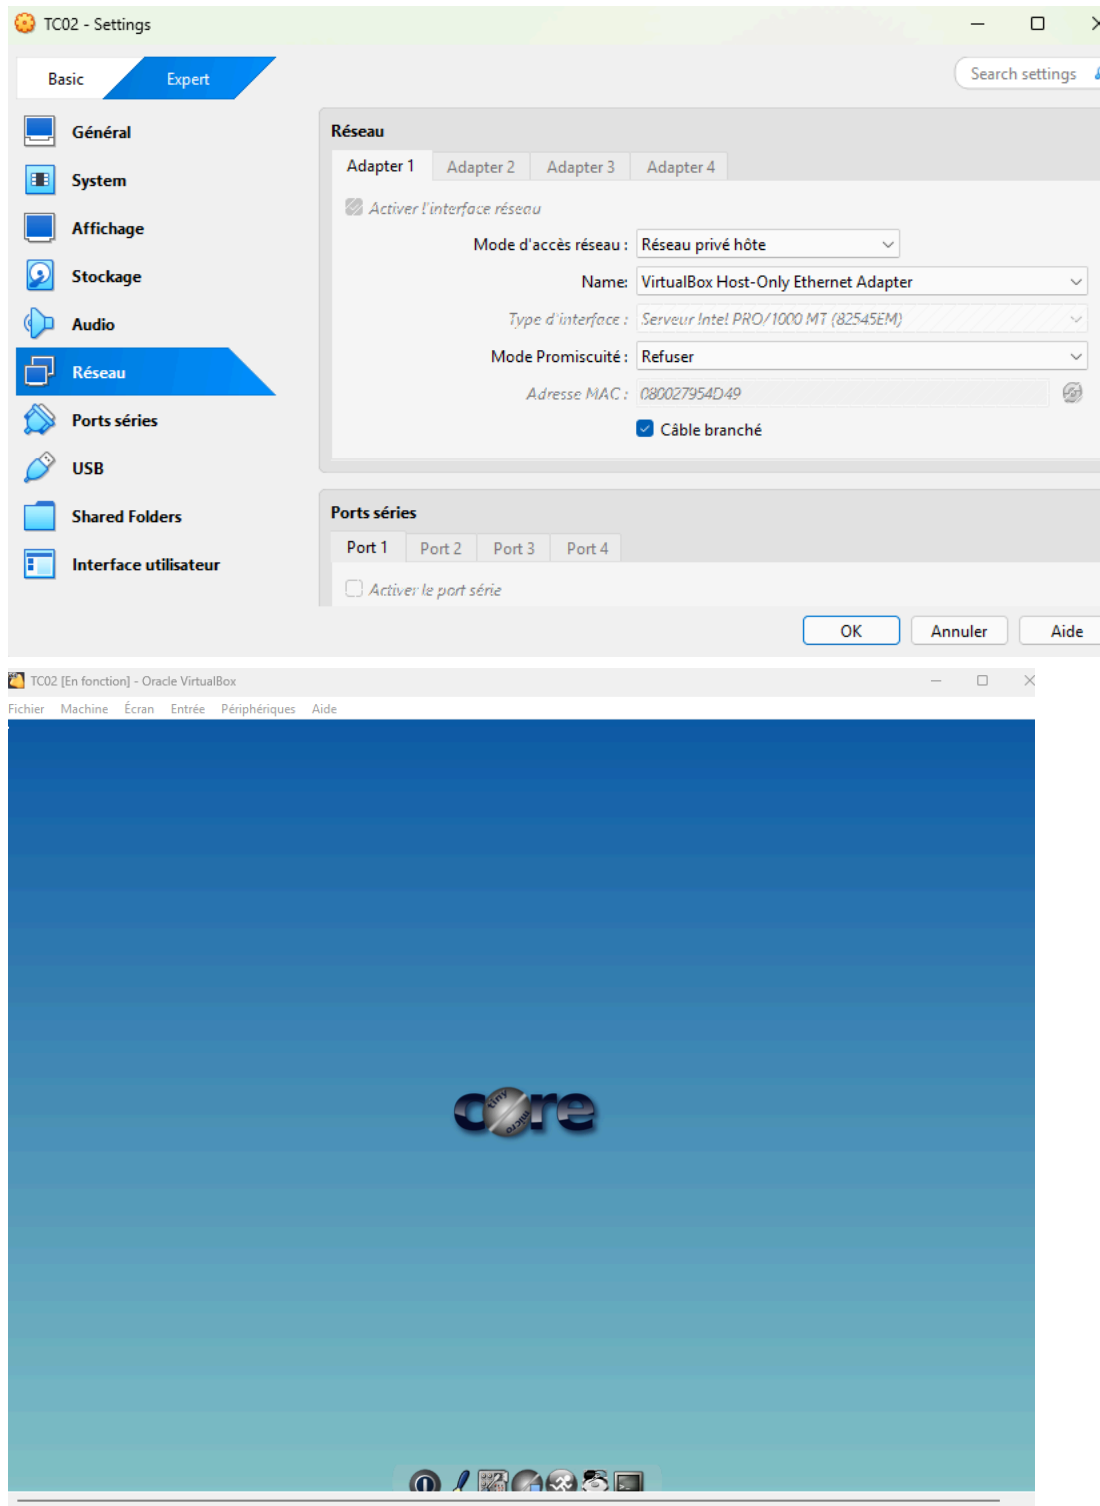 TC02 - Settings
Basic Expert Search settings
Général
System
Affichage
Stockage
Audio
Réseau
Ports séries
USB
Shared Folders
Interface utilisateur
Réseau
Adapter 1 Adapter 2 Adapter 3 Adapter 4
Activer l'interface réseau
Mode d'accès réseau : Réseau privé hôte
Name: VirtualBox Host-Only Ethernet Adapter
Type d'interface : Serveur Intel PRO/1000 MT (82545EM)
Mode Promiscuité : Refuser
Adresse MAC : 080027954D49
Câble branché
Ports séries
Port 1 Port 2 Port 3 Port 4
Activer le port série
OK Annuler Aide
TC02 [En fonction] - Oracle VirtualBox
Fichier Machine Écran Entrée Périphériques Aide
core
tiny
micro